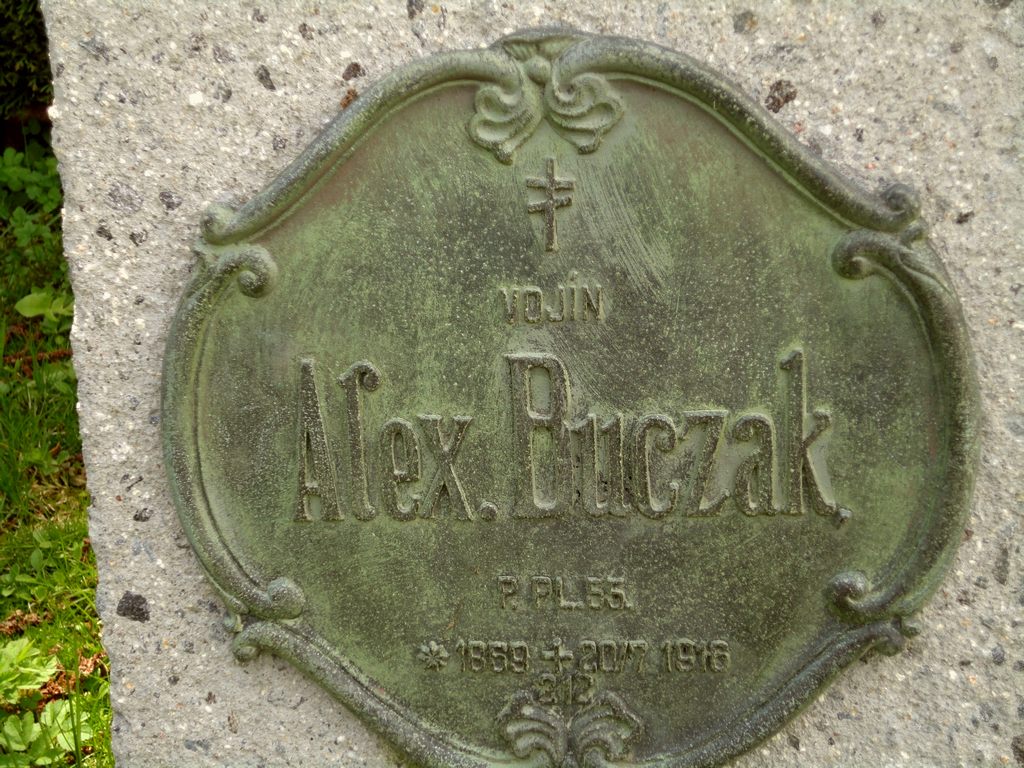 VOJÍN
Alex. Buczak,
P. PL. 55.
* 1869 + 20/7 1916
212